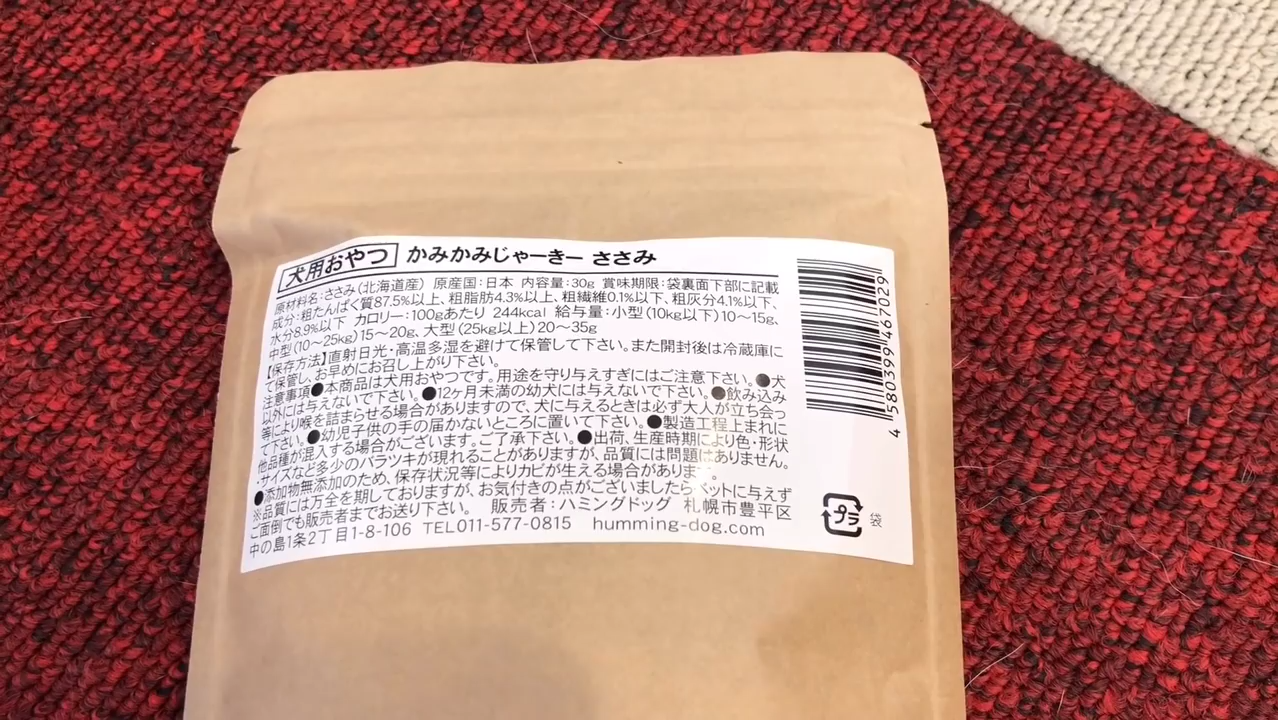 犬用おやつ かみかみじゃーきー ささみ
原材料名：ささみ（北海道産） 原産国：日本 内容量：30g 賞味期限：袋裏面下部に記載
成分：粗たんぱく質87.5%以上、粗脂肪4.3%以上、粗繊維0.1%以下、粗灰分4.1%以下、
水分8.9%以下 カロリー：100gあたり 244kcal 給与量：小型（10kg以下）10〜15g、
中型（10〜25kg）15〜20g、大型（25kg以上）20〜35g
【保存方法】直射日光・高温多湿を避けて保管して下さい。また開封後は冷蔵庫に
て保管し、お早めにお召し上がり下さい。
注意事項●本商品は犬用おやつです。用途を守り与えすぎにはご注意下さい。●犬
以外には与えないで下さい。●12ヶ月未満の幼犬には与えないで下さい。●飲み込み
等により喉を詰まらせる場合がありますので、犬に与えるときは必ず大人が立ち会っ
て下さい。●幼児子供の手の届かないところに置いて下さい。●製造工程上まれに
他品種が混入する場合がございます。ご了承下さい。●出荷、生産時期により色・形状
・サイズなど多少のバラツキが現れることがありますが、品質には問題はありません。
●添加物無添加のため、保存状況等によりカビが生える場合があります。
※品質には万全を期しておりますが、お気付きの点がございましたらペットに与えず
ご面倒でも販売者までお送り下さい。 販売者：ハミングドッグ 札幌市豊平区
中の島1条2丁目1-8-106 TEL011-577-0815 humming-dog.com
4 580399 467029
プラ 袋